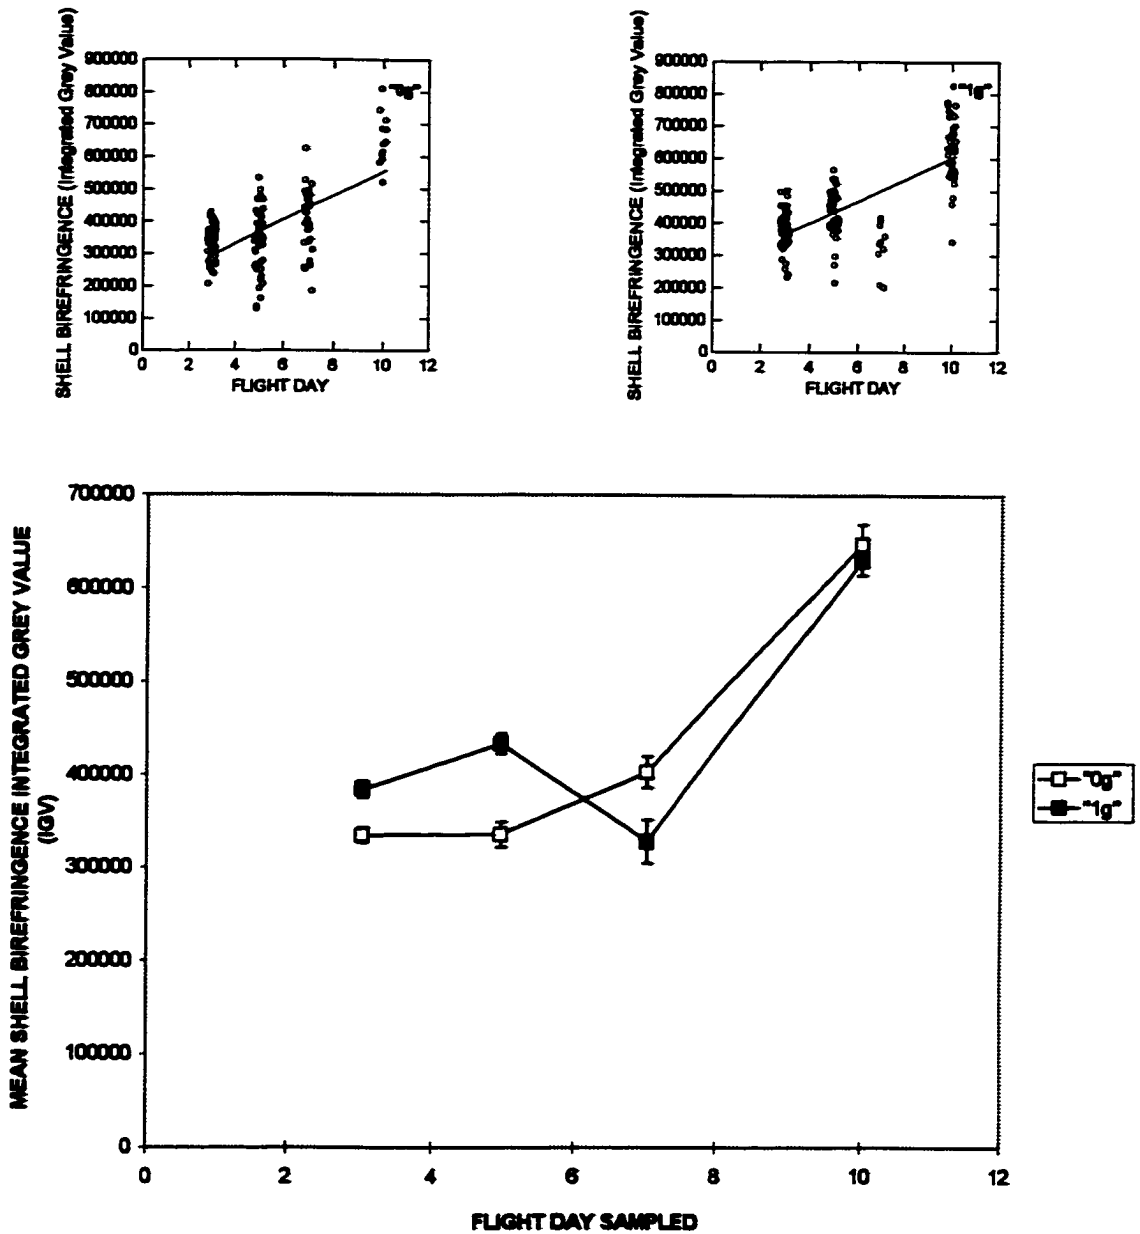 SHELL BIREFRINGENCE (Integrated Grey Value)
900000
800000
700000
600000
500000
400000
300000
200000
100000
0
"0g"
0 2 4 6 8 10 12
FLIGHT DAY
SHELL BIREFRINGENCE (Integrated Grey Value)
900000
800000
700000
600000
500000
400000
300000
200000
100000
0
"1g"
0 2 4 6 8 10 12
FLIGHT DAY
MEAN SHELL BIREFRINGENCE INTEGRATED GREY VALUE
(IGV)
700000
600000
500000
400000
300000
200000
100000
0
0 2 4 6 8 10 12
FLIGHT DAY SAMPLED
"0g"
"1g"